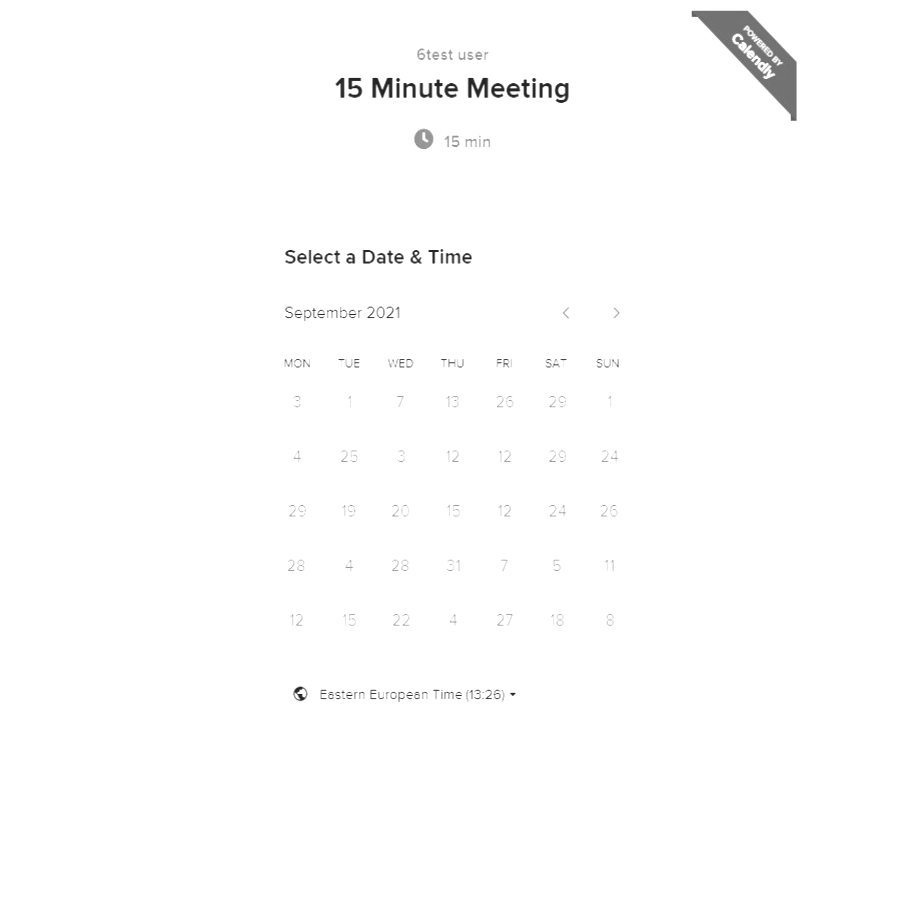 POWERED BY
Calendly
6test user
15 Minute Meeting
15 min
Select a Date & Time
September 2021
MON TUE WED THU FRI SAT SUN
3 1 7 13 26 29 1
4 25 3 12 12 29 24
29 19 20 15 12 24 26
28 4 28 31 7 5 11
12 15 22 4 27 18 8
Eastern European Time (13:26)